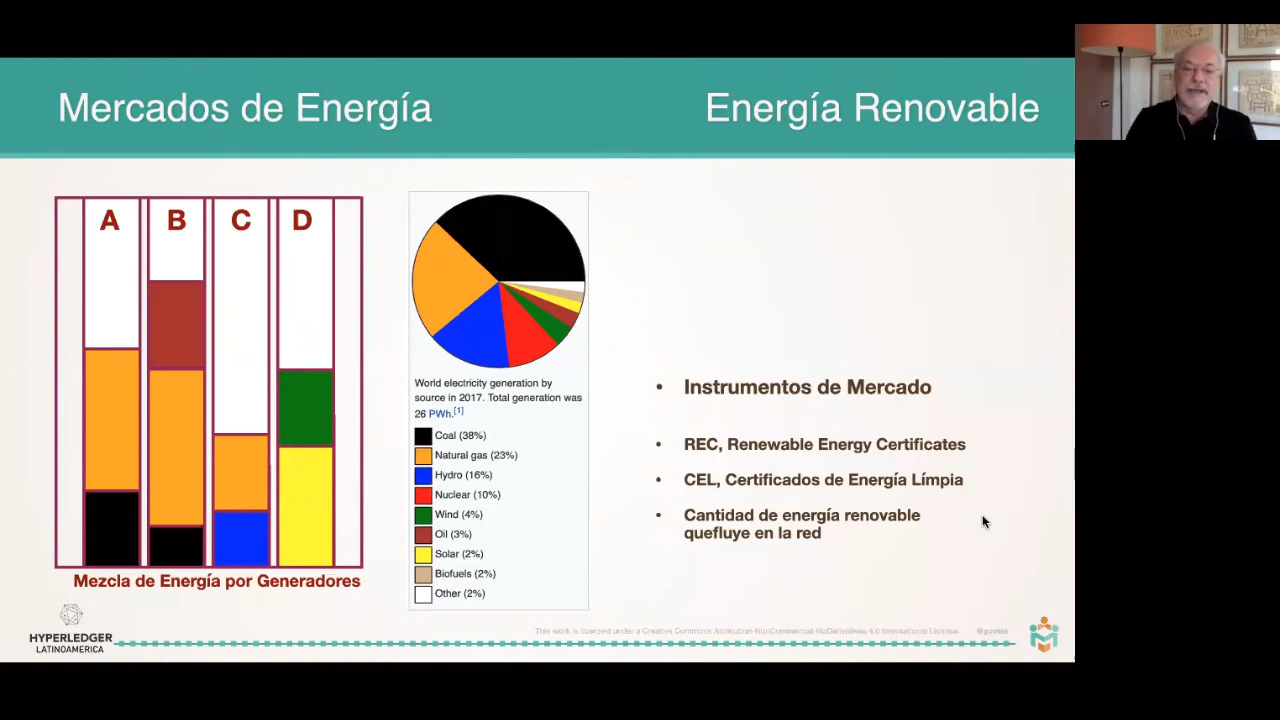 Mercados de Energía
Energía Renovable
A
B
C
D
Mezcla de Energía por Generadores
World electricity generation by
source in 2017. Total generation was
26 PWh.[1]
Coal (38%)
Natural gas (23%)
Hydro (16%)
Nuclear (10%)
Wind (4%)
Oil (3%)
Solar (2%)
Biofuels (2%)
Other (2%)
• Instrumentos de Mercado
• REC, Renewable Energy Certificates
• CEL, Certificados de Energía Límpia
• Cantidad de energía renovable
quefluye en la red
HYPERLEDGER
LATINOAMERICA
This work is licensed under a Creative Commons Attribution-NonCommercial-NoDerivatives 4.0 International License.